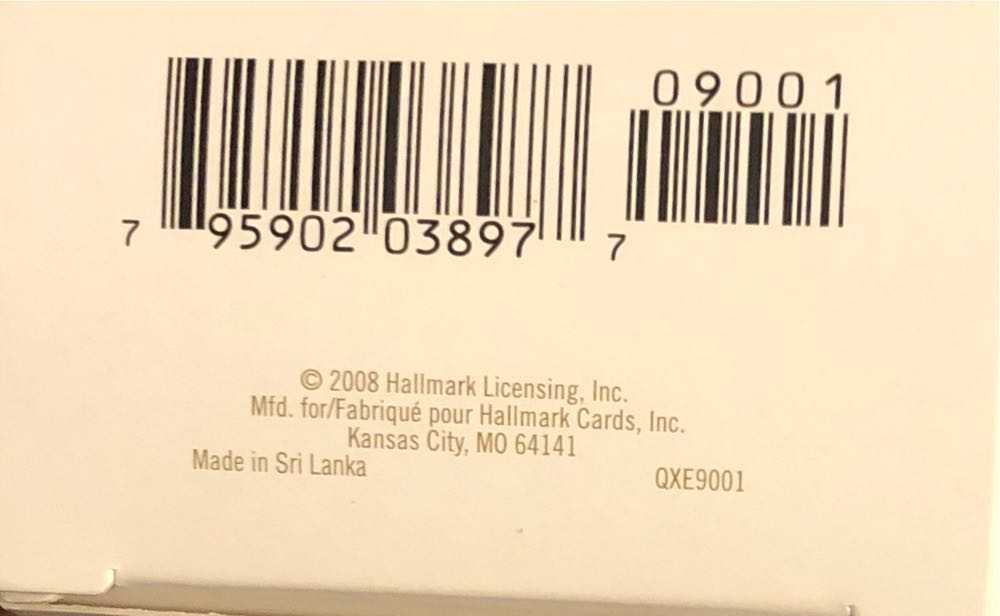 09001
7 95902 03897 7
© 2008 Hallmark Licensing, Inc.
Mfd. for/Fabriqué pour Hallmark Cards, Inc.
Kansas City, MO 64141
Made in Sri Lanka
QXE9001